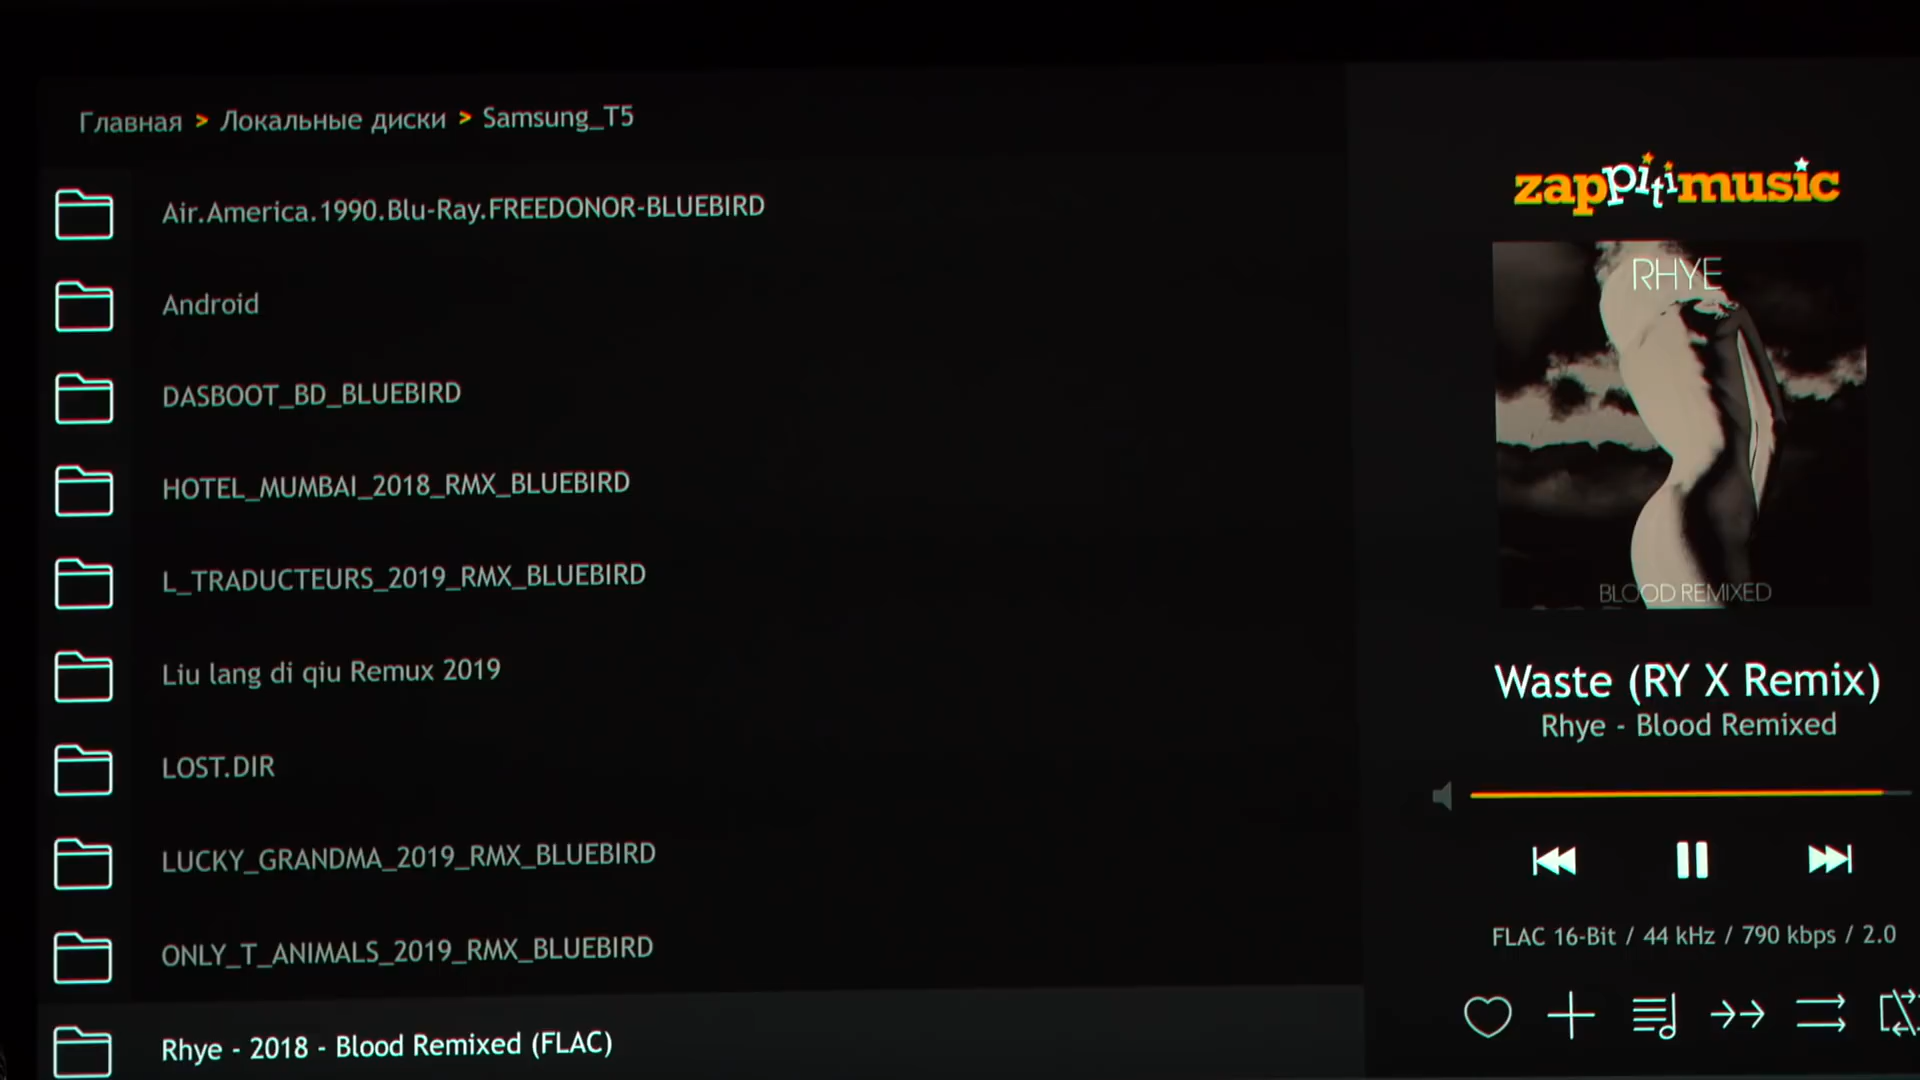 Главная > Локальные диски > Samsung_T5
Air.America.1990.Blu-Ray.FREEDONOR-BLUEBIRD
Android
DASBOOT_BD_BLUEBIRD
HOTEL_MUMBAI_2018_RMX_BLUEBIRD
L_TRADUCTEURS_2019_RMX_BLUEBIRD
Liu lang di qiu Remux 2019
LOST.DIR
LUCKY_GRANDMA_2019_RMX_BLUEBIRD
ONLY_T_ANIMALS_2019_RMX_BLUEBIRD
Rhye - 2018 - Blood Remixed (FLAC)
zappitimusic
RHYE
BLOOD REMIXED
Waste (RY X Remix)
Rhye - Blood Remixed
FLAC 16-Bit / 44 kHz / 790 kbps / 2.0